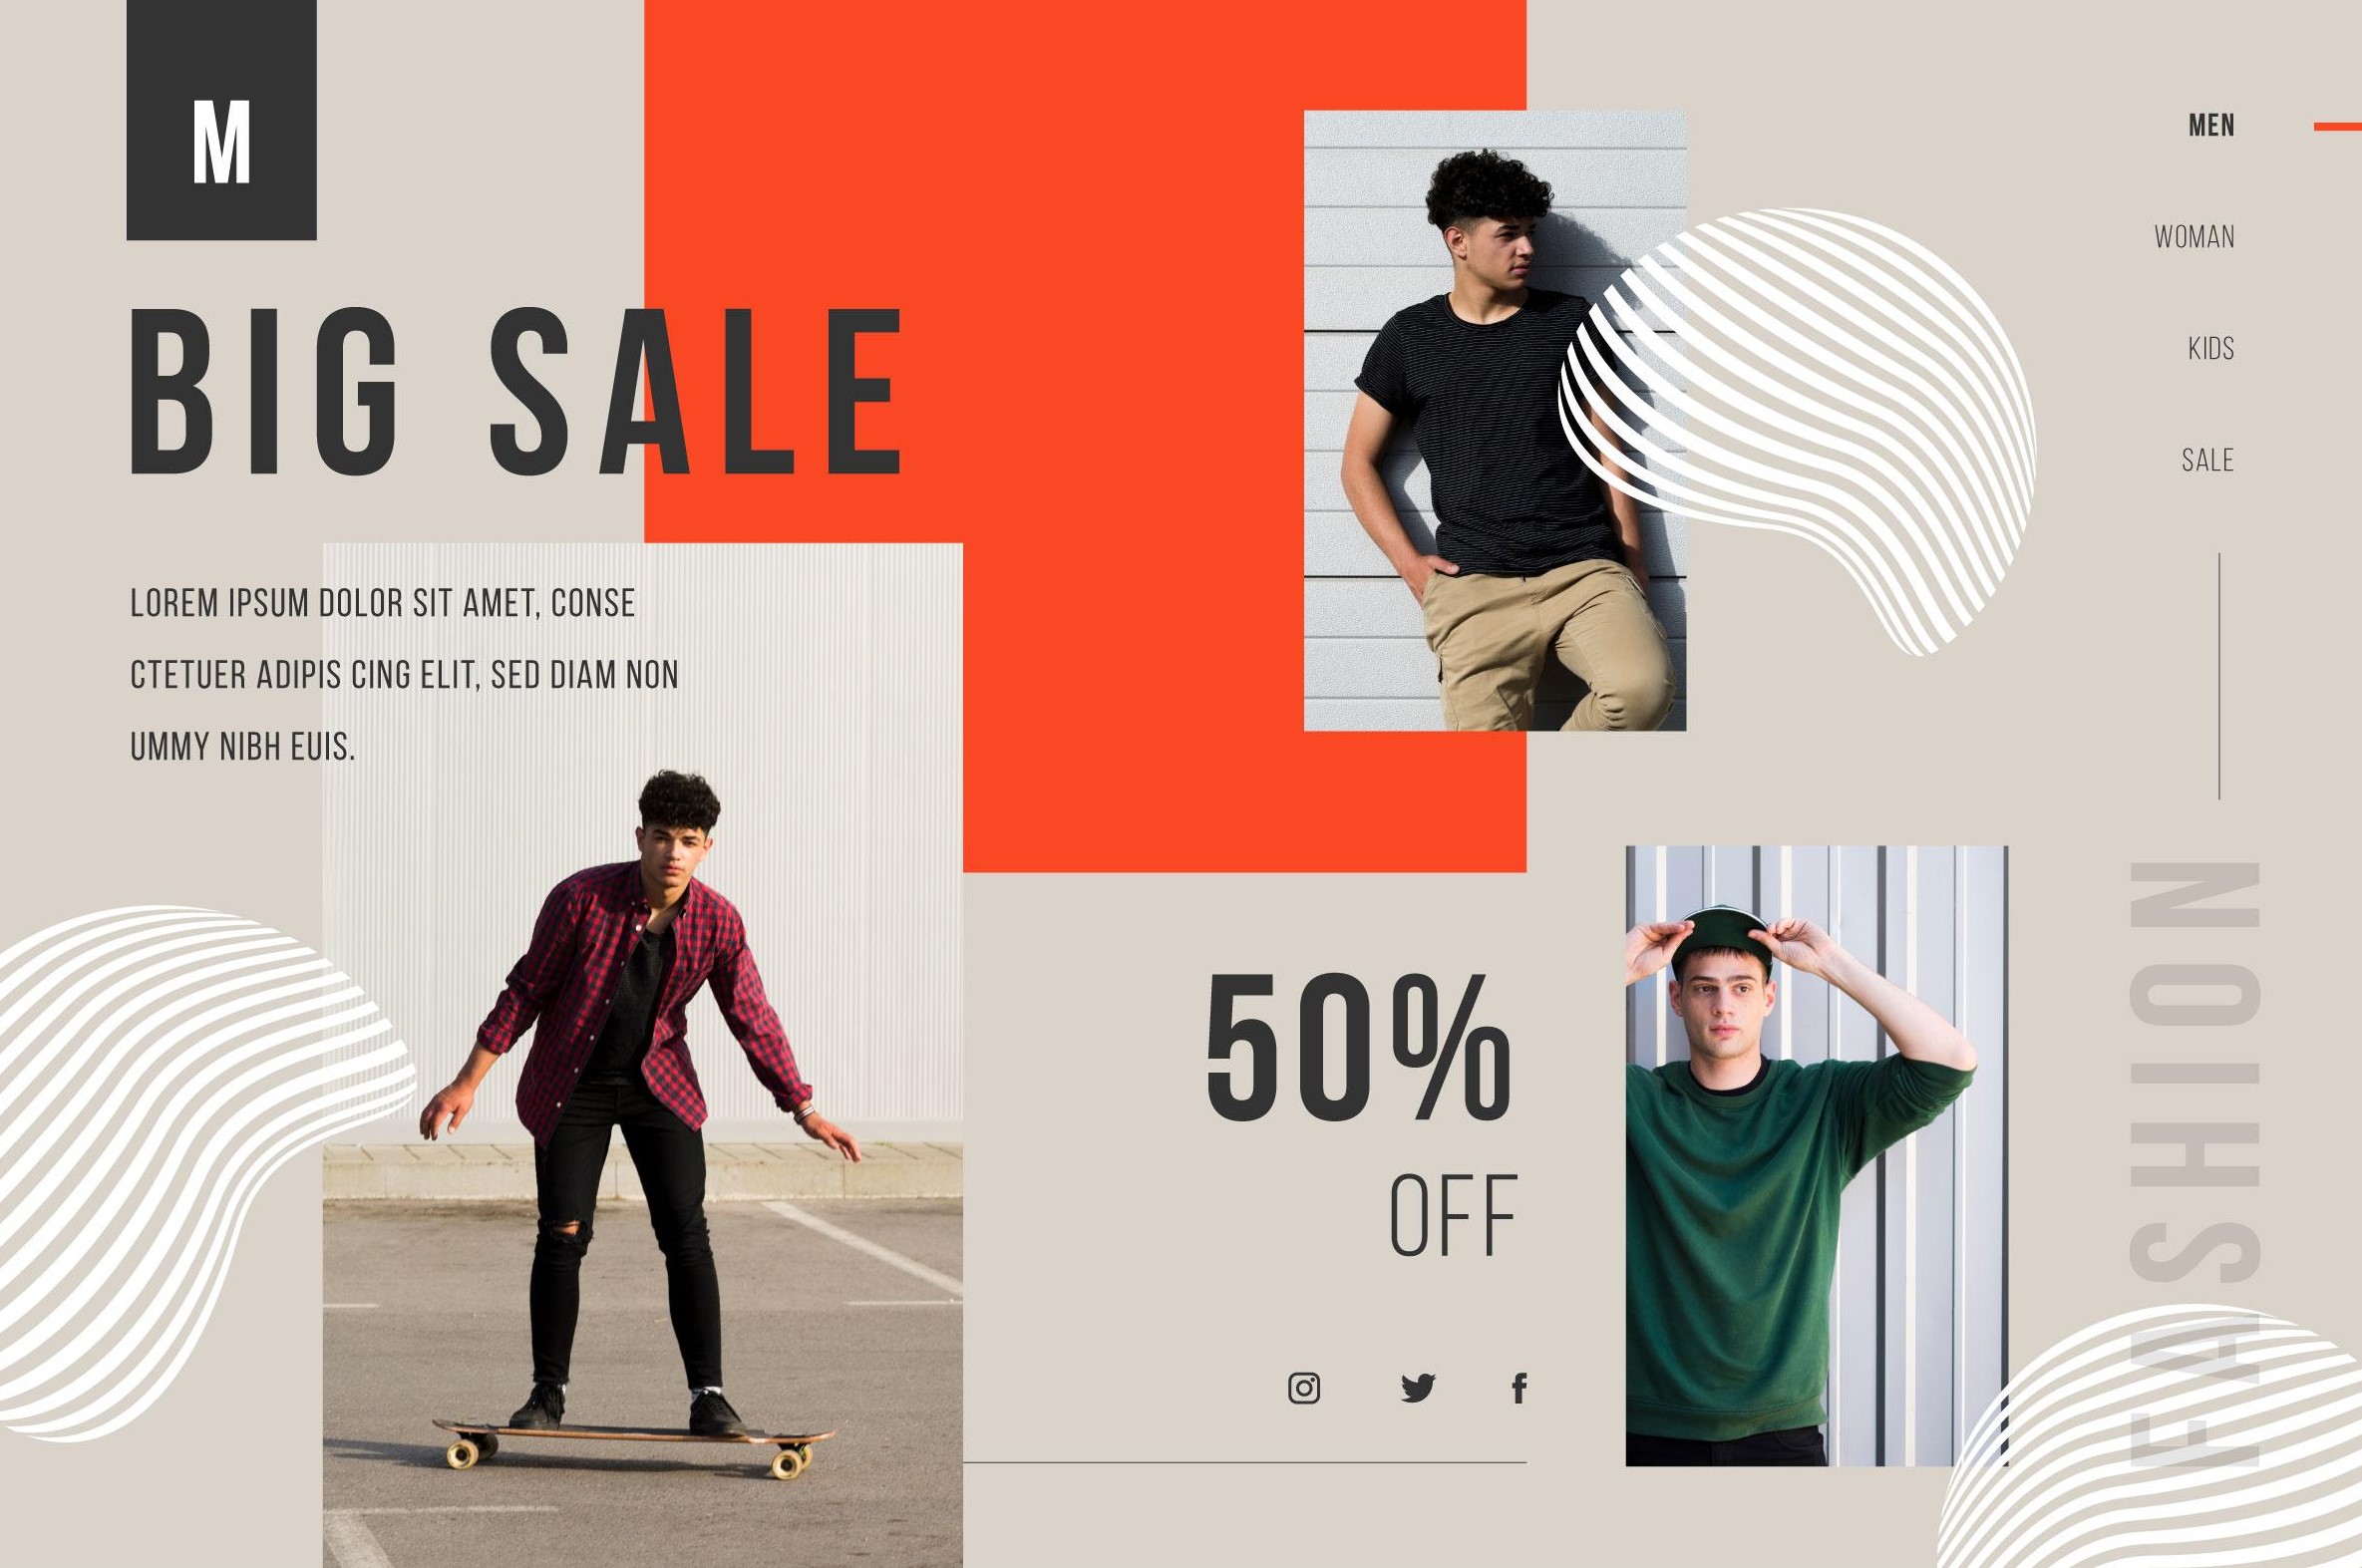 M
BIG SALE
LOREM IPSUM DOLOR SIT AMET, CONSE
CTETUER ADIPIS CING ELIT, SED DIAM NON
UMMY NIBH EUIS.
50%
OFF
MEN
WOMAN
KIDS
SALE
FASHION